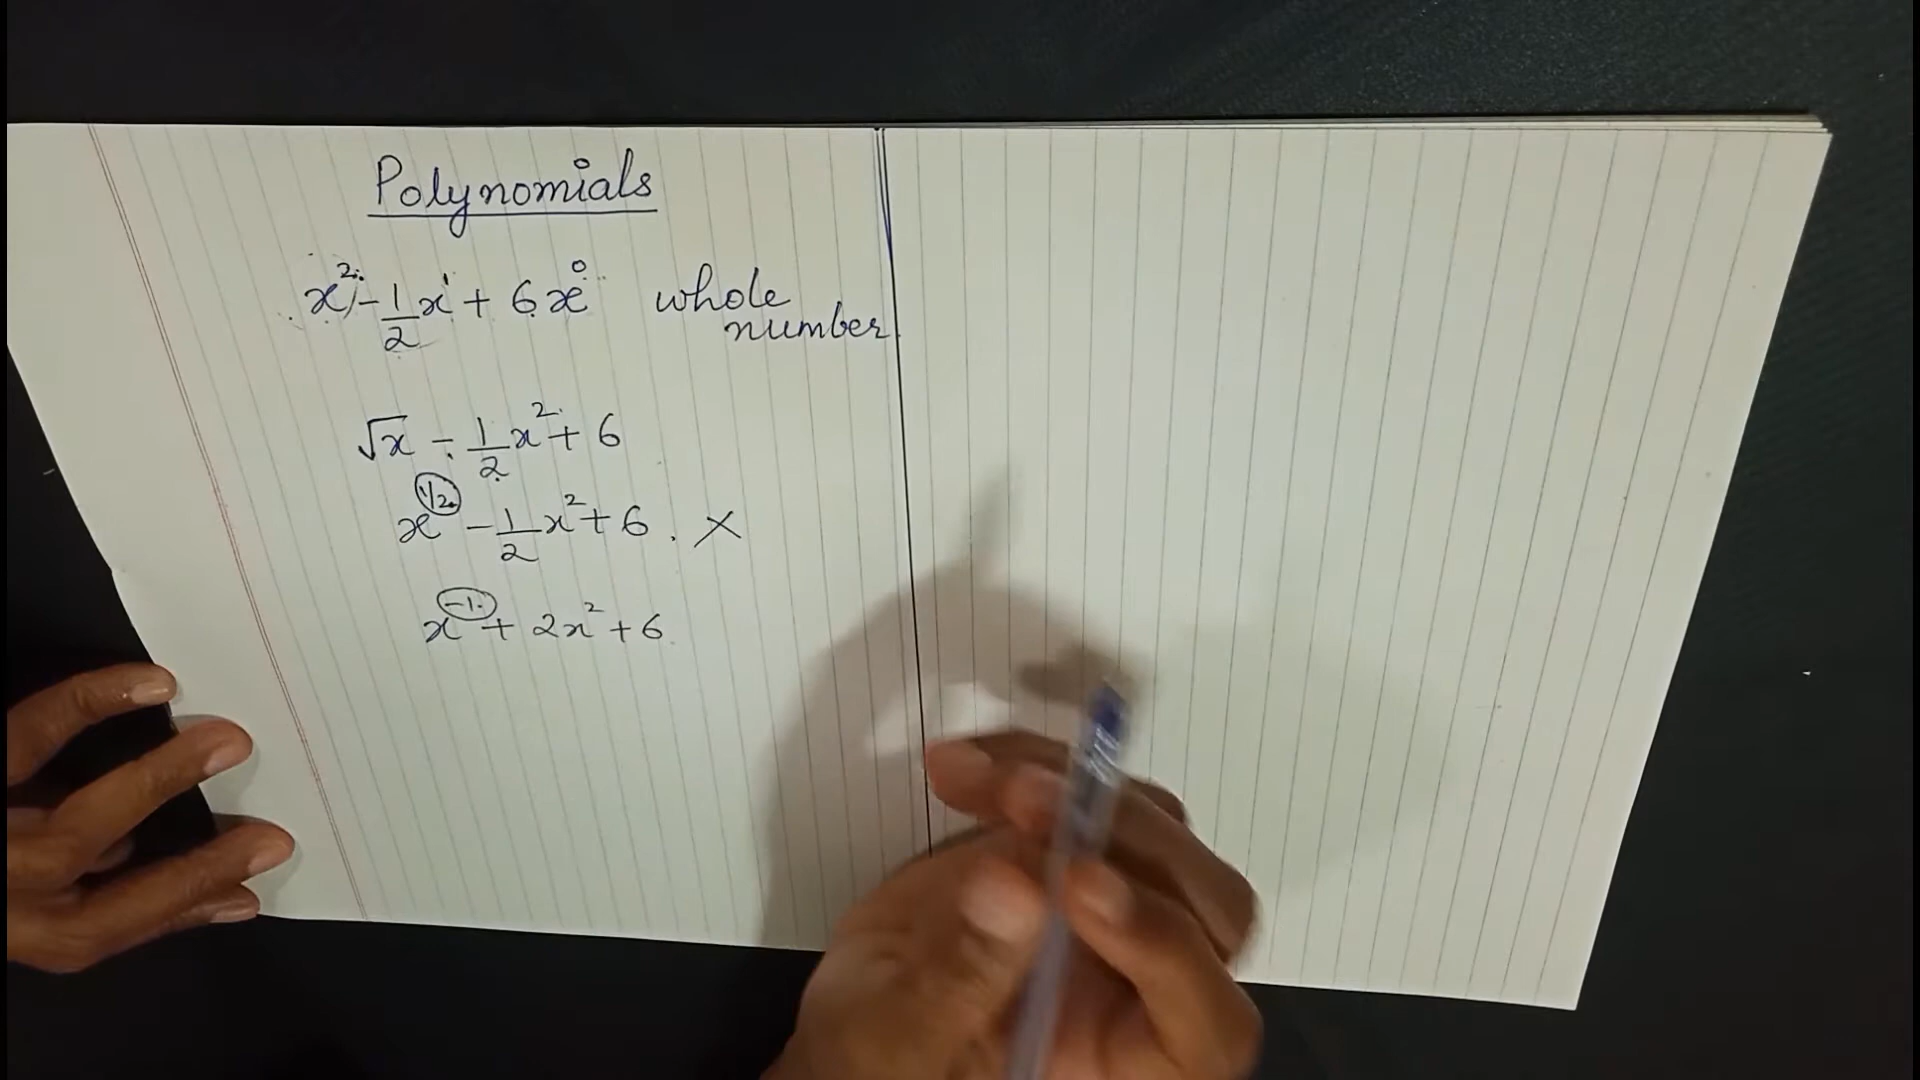 Polynomials
x² - 1/2 x¹ + 6x⁰ whole number
√x - 1/2 x² + 6
x^1/2 - 1/2 x² + 6 . ×
x^-1 + 2x² + 6